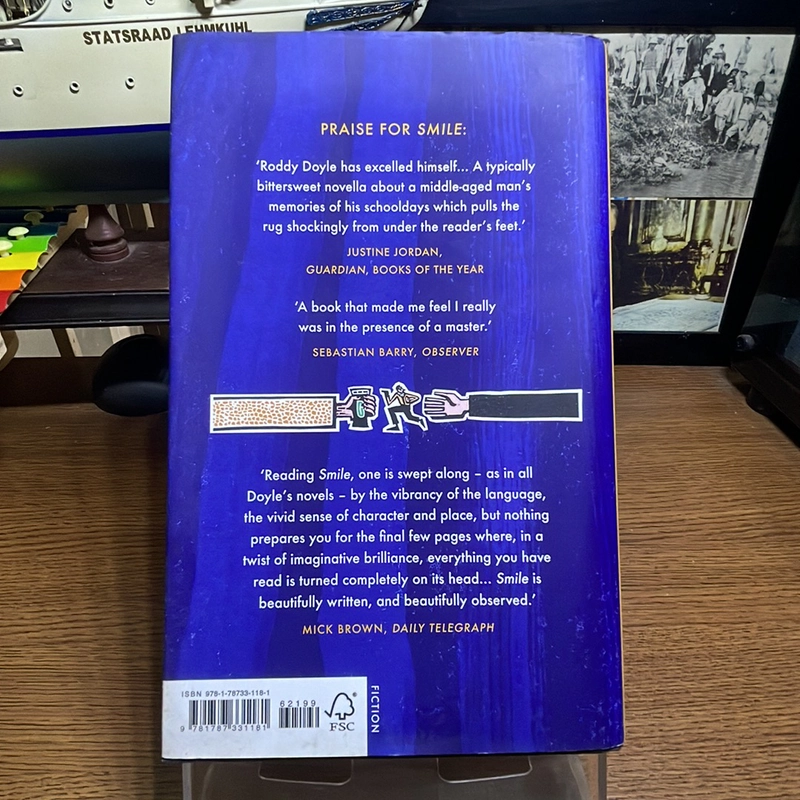 STATSRAAD LEHMKUHL
PRAISE FOR SMILE:
‘Roddy Doyle has excelled himself... A typically
bittersweet novella about a middle-aged man’s
memories of his schooldays which pulls the
rug shockingly from under the reader’s feet.’
JUSTINE JORDAN,
GUARDIAN, BOOKS OF THE YEAR
‘A book that made me feel I really
was in the presence of a master.’
SEBASTIAN BARRY, OBSERVER
‘Reading Smile, one is swept along – as in all
Doyle’s novels – by the vibrancy of the language,
the vivid sense of character and place, but nothing
prepares you for the final few pages where, in a
twist of imaginative brilliance, everything you have
read is turned completely on its head... Smile is
beautifully written, and beautifully observed.’
MICK BROWN, DAILY TELEGRAPH
ISBN 978-1-78733-118-1
62199
9 781787 331181
FSC
FICTION